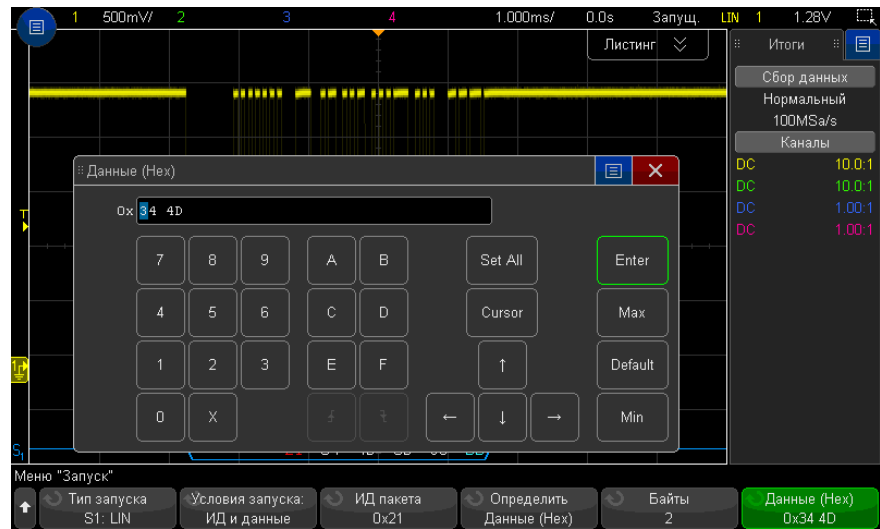 1 500mV/ 2 3 4 1.000ms/ 0.0s Запущ. LIN 1 1.28V
Листинг
Итоги
Сбор данных
Нормальный
100MSa/s
Каналы
DC 10.0:1
DC 10.0:1
DC 1.00:1
DC 1.00:1
Данные (Hex)
0x 34 4D
7 8 9 A B Set All Enter
4 5 6 C D Cursor Max
1 2 3 E F ↑ Default
0 X ← ↓ → Min
T
1
S1
Меню "Запуск"
Тип запуска
S1: LIN
Условия запуска:
ИД и данные
ИД пакета
0x21
Определить
Данные (Hex)
Байты
2
Данные (Hex)
0x34 4D